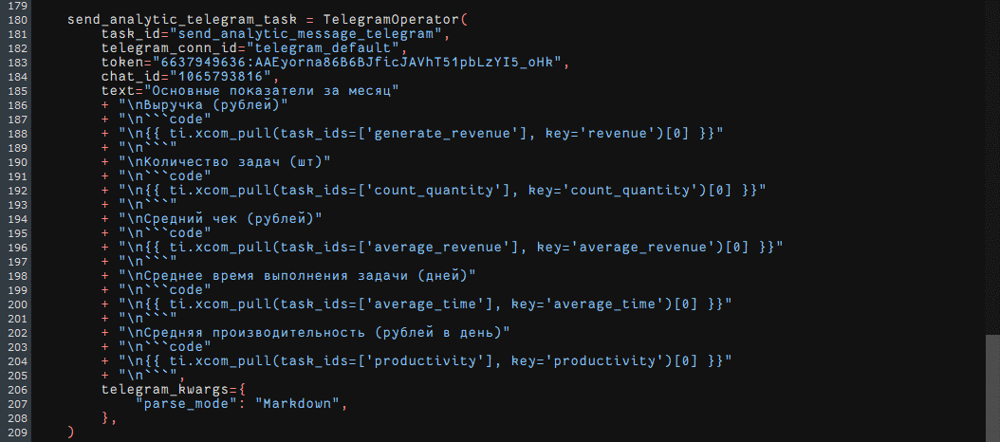 179
180 send_analytic_telegram_task = TelegramOperator(
181 task_id="send_analytic_message_telegram",
182 telegram_conn_id="telegram_default",
183 token="6637949636:AAEyorna86B6BJficJAVhT51pbLzYI5_oHk",
184 chat_id="1065793816",
185 text="Основные показатели за месяц"
186 + "\nВыручка (рублей)"
187 + "\n```code"
188 + "\n{{ ti.xcom_pull(task_ids=['generate_revenue'], key='revenue')[0] }}"
189 + "\n```"
190 + "\nКоличество задач (шт)"
191 + "\n```code"
192 + "\n{{ ti.xcom_pull(task_ids=['count_quantity'], key='count_quantity')[0] }}"
193 + "\n```"
194 + "\nСредний чек (рублей)"
195 + "\n```code"
196 + "\n{{ ti.xcom_pull(task_ids=['average_revenue'], key='average_revenue')[0] }}"
197 + "\n```"
198 + "\nСреднее время выполнения задачи (дней)"
199 + "\n```code"
200 + "\n{{ ti.xcom_pull(task_ids=['average_time'], key='average_time')[0] }}"
201 + "\n```"
202 + "\nСредняя производительность (рублей в день)"
203 + "\n```code"
204 + "\n{{ ti.xcom_pull(task_ids=['productivity'], key='productivity')[0] }}"
205 + "\n```",
206 telegram_kwargs={
207 "parse_mode": "Markdown",
208 },
209 )